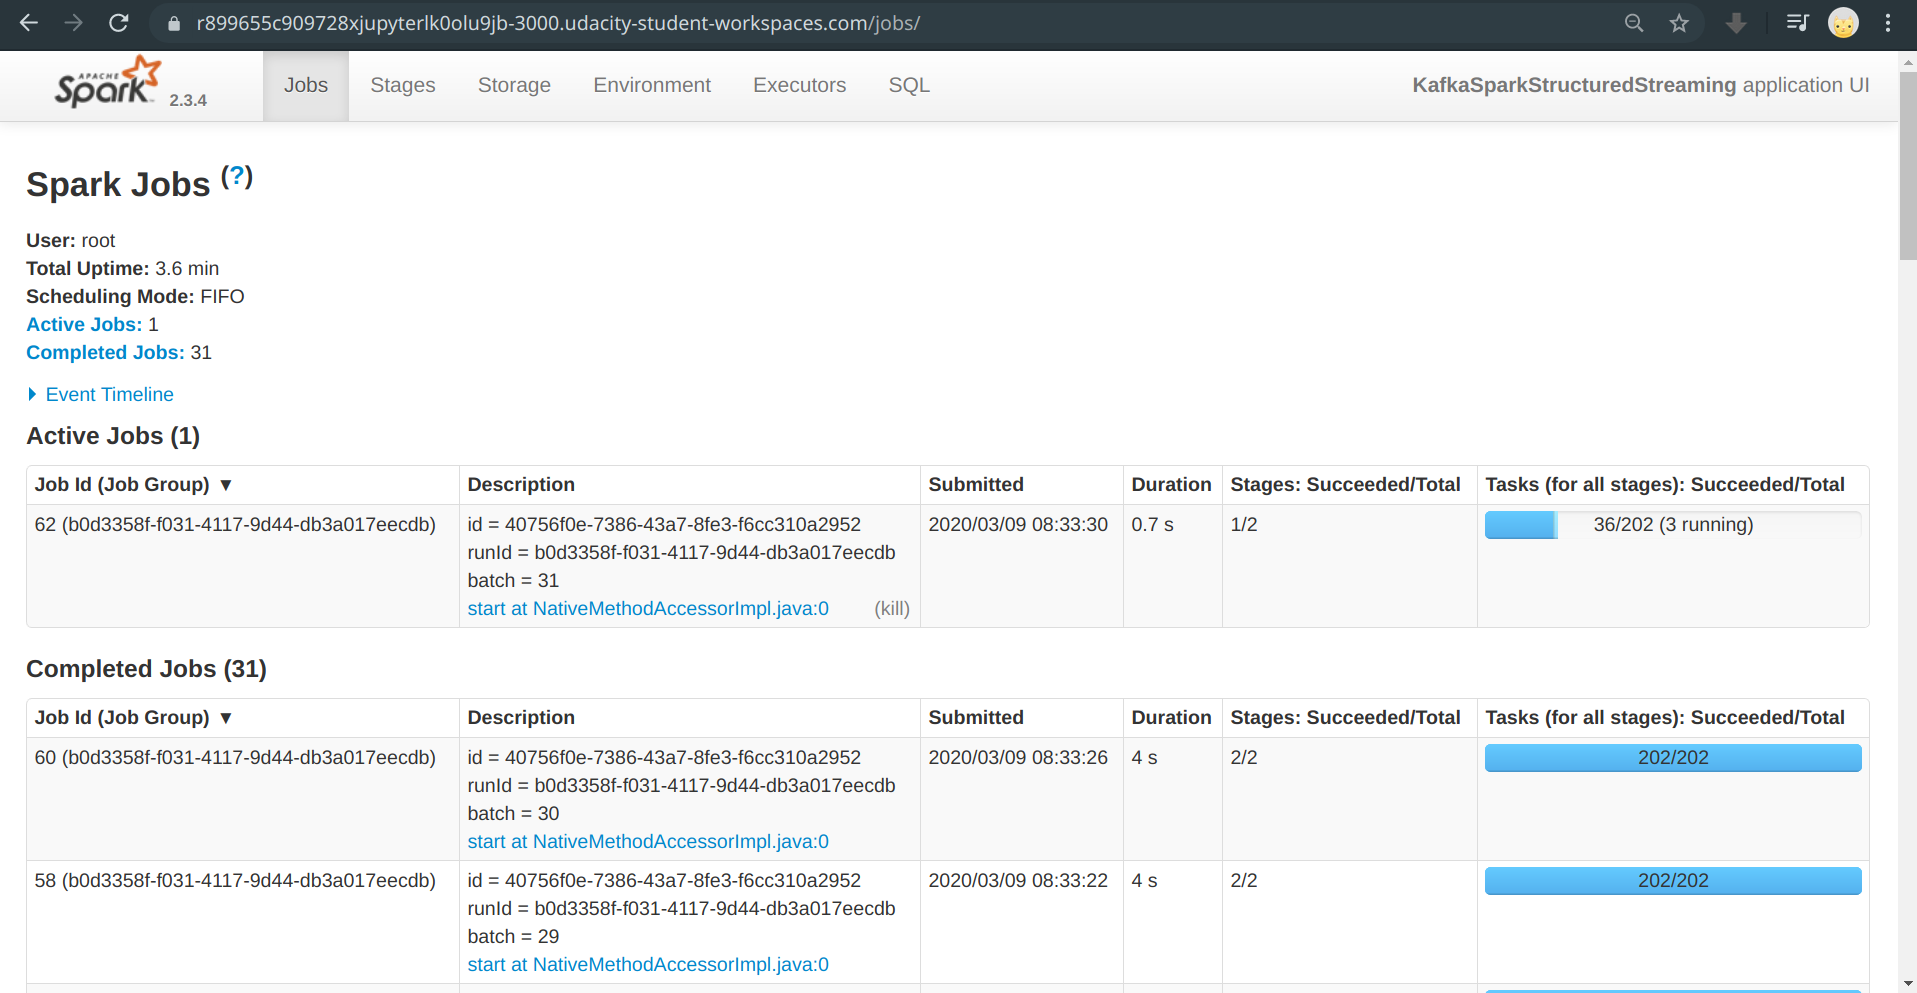 r899655c909728xjupyterlk0olu9jb-3000.udacity-student-workspaces.com/jobs/
APACHE Spark 2.3.4 Jobs Stages Storage Environment Executors SQL KafkaSparkStructuredStreaming application UI
Spark Jobs (?)
User: root
Total Uptime: 3.6 min
Scheduling Mode: FIFO
Active Jobs: 1
Completed Jobs: 31
Event Timeline
Active Jobs (1)
Job Id (Job Group) ▼ Description Submitted Duration Stages: Succeeded/Total Tasks (for all stages): Succeeded/Total
62 (b0d3358f-f031-4117-9d44-db3a017eecdb) id = 40756f0e-7386-43a7-8fe3-f6cc310a2952 2020/03/09 08:33:30 0.7 s 1/2 36/202 (3 running)
runId = b0d3358f-f031-4117-9d44-db3a017eecdb
batch = 31
start at NativeMethodAccessorImpl.java:0 (kill)
Completed Jobs (31)
Job Id (Job Group) ▼ Description Submitted Duration Stages: Succeeded/Total Tasks (for all stages): Succeeded/Total
60 (b0d3358f-f031-4117-9d44-db3a017eecdb) id = 40756f0e-7386-43a7-8fe3-f6cc310a2952 2020/03/09 08:33:26 4 s 2/2 202/202
runId = b0d3358f-f031-4117-9d44-db3a017eecdb
batch = 30
start at NativeMethodAccessorImpl.java:0
58 (b0d3358f-f031-4117-9d44-db3a017eecdb) id = 40756f0e-7386-43a7-8fe3-f6cc310a2952 2020/03/09 08:33:22 4 s 2/2 202/202
runId = b0d3358f-f031-4117-9d44-db3a017eecdb
batch = 29
start at NativeMethodAccessorImpl.java:0